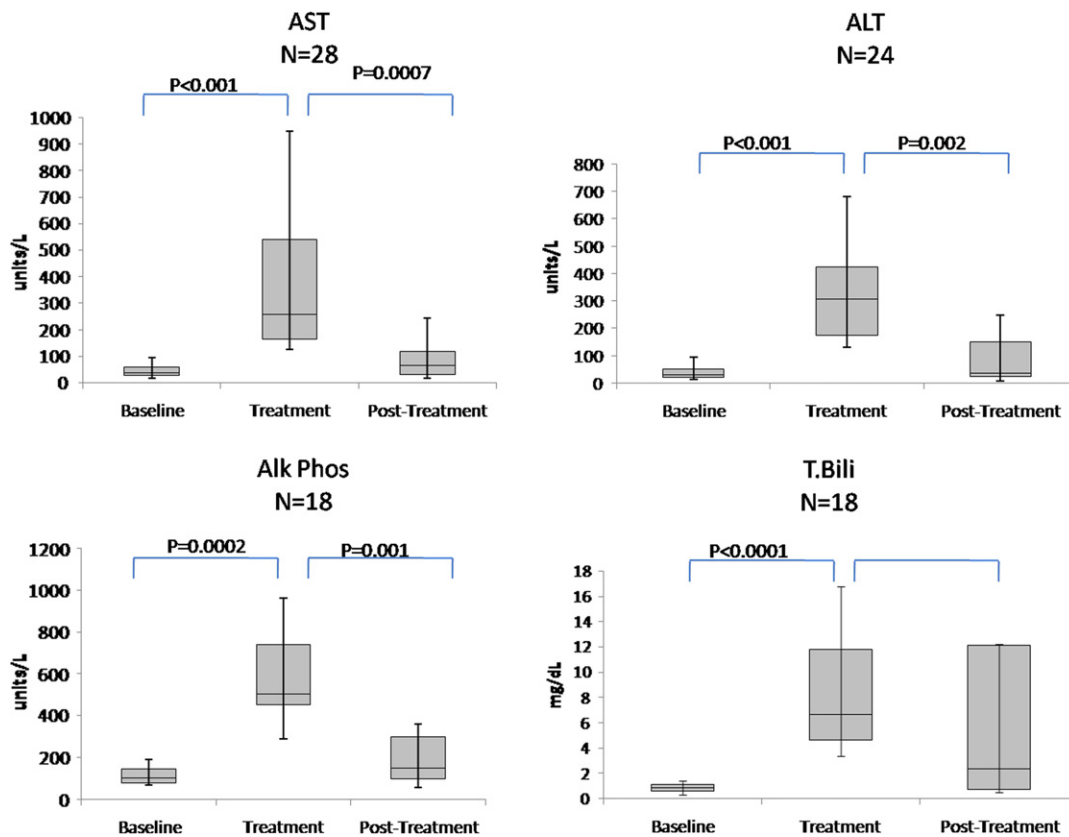 AST
N=28
P<0.001
P=0.0007
1000
900
800
700
600
500
400
300
200
100
0
units/L
Baseline Treatment Post-Treatment
ALT
N=24
P<0.001
P=0.002
800
700
600
500
400
300
200
100
0
units/L
Baseline Treatment Post-Treatment
Alk Phos
N=18
P=0.0002
P=0.001
1200
1000
800
600
400
200
0
units/L
Baseline Treatment Post-Treatment
T.Bili
N=18
P<0.0001
18
16
14
12
10
8
6
4
2
0
mg/dL
Baseline Treatment Post-Treatment